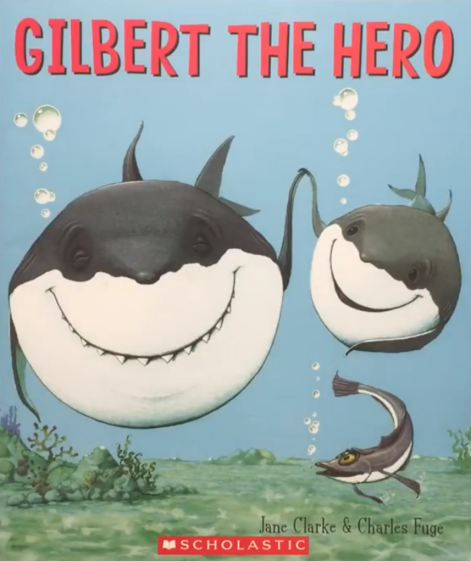 GILBERT THE HERO
Jane Clarke & Charles Fuge
SCHOLASTIC